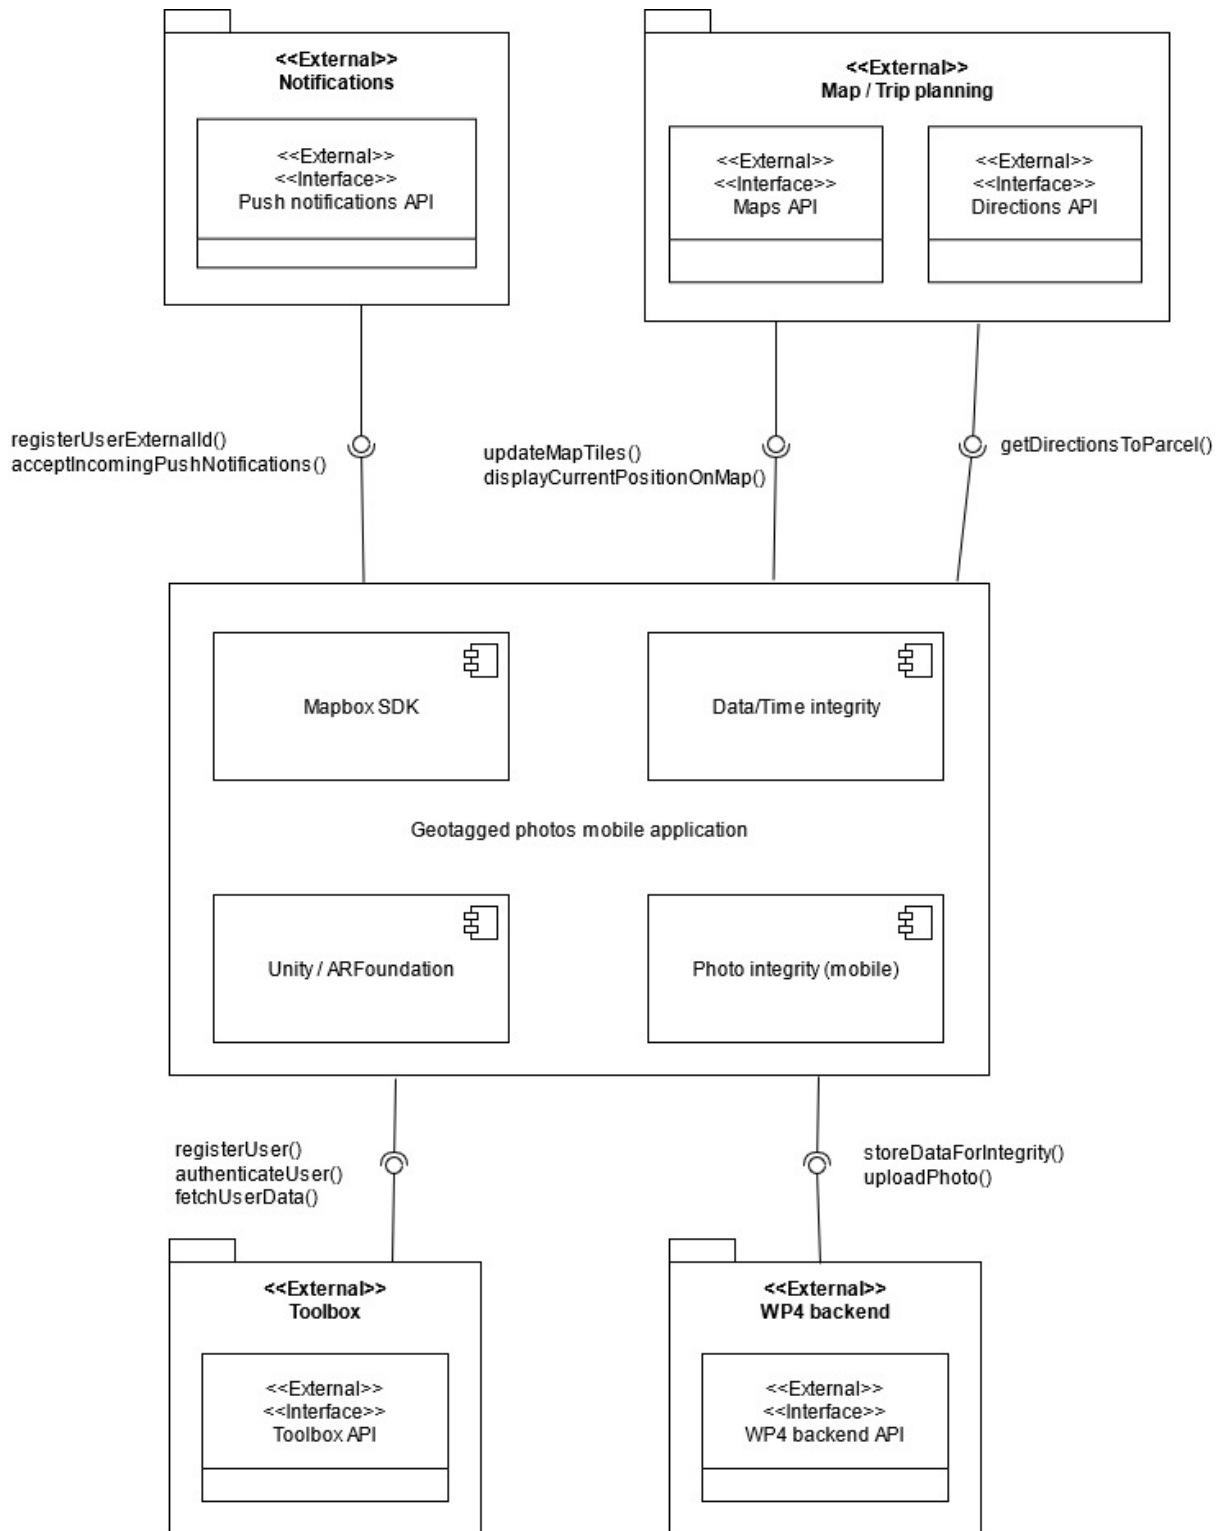 <<External>>
Notifications
<<External>>
<<Interface>>
Push notifications API
<<External>>
Map / Trip planning
<<External>>
<<Interface>>
Maps API
<<External>>
<<Interface>>
Directions API
registerUserExternalId()
acceptIncomingPushNotifications()
updateMapTiles()
displayCurrentPositionOnMap()
getDirectionsToParcel()
Mapbox SDK
Data/Time integrity
Geotagged photos mobile application
Unity / ARFoundation
Photo integrity (mobile)
registerUser()
authenticateUser()
fetchUserData()
storeDataForIntegrity()
uploadPhoto()
<<External>>
Toolbox
<<External>>
<<Interface>>
Toolbox API
<<External>>
WP4 backend
<<External>>
<<Interface>>
WP4 backend API